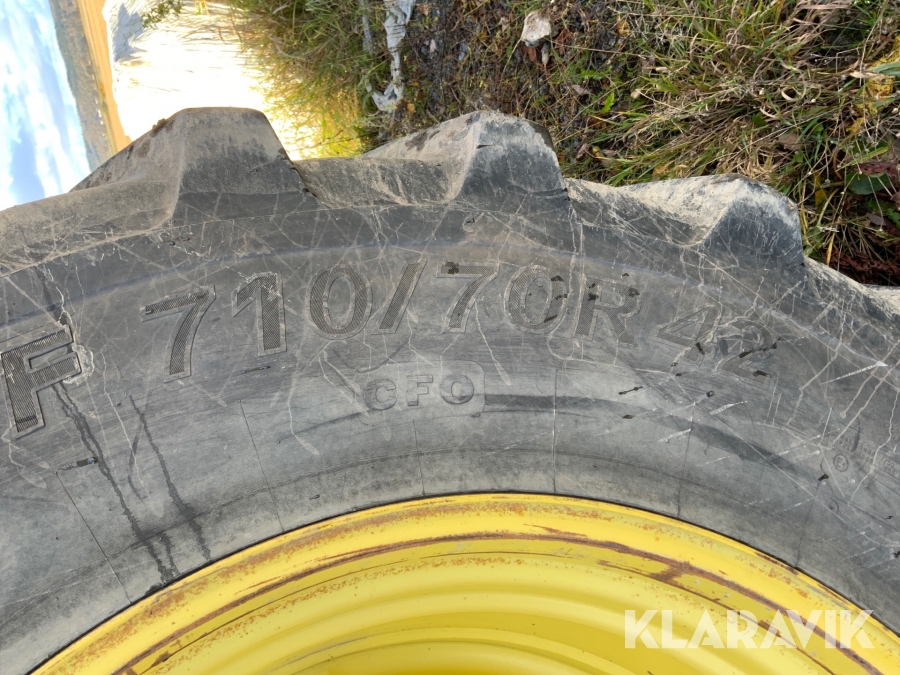 F 710/70R 42
CFO
®
KLARAVIK